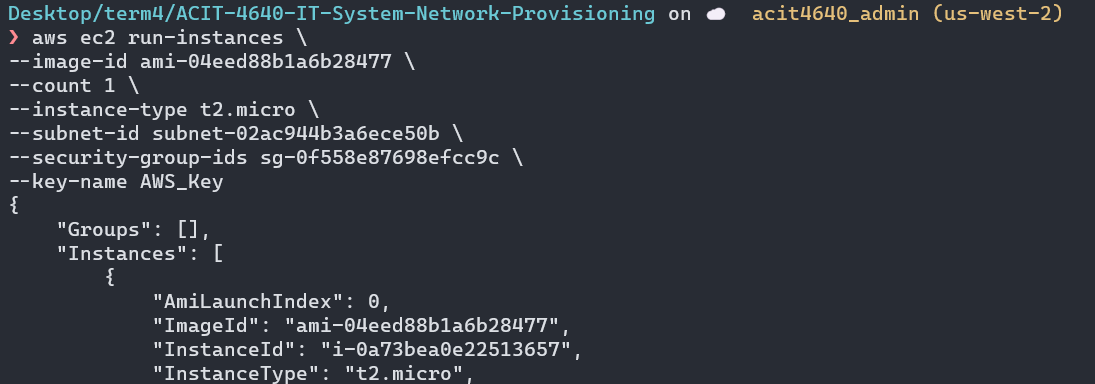 Desktop/term4/ACIT-4640-IT-System-Network-Provisioning on ☁️ acit4640_admin (us-west-2)
❯ aws ec2 run-instances \
--image-id ami-04eed88b1a6b28477 \
--count 1 \
--instance-type t2.micro \
--subnet-id subnet-02ac944b3a6ece50b \
--security-group-ids sg-0f558e87698efcc9c \
--key-name AWS_Key
{
    "Groups": [],
    "Instances": [
        {
            "AmiLaunchIndex": 0,
            "ImageId": "ami-04eed88b1a6b28477",
            "InstanceId": "i-0a73bea0e22513657",
            "InstanceType": "t2.micro",